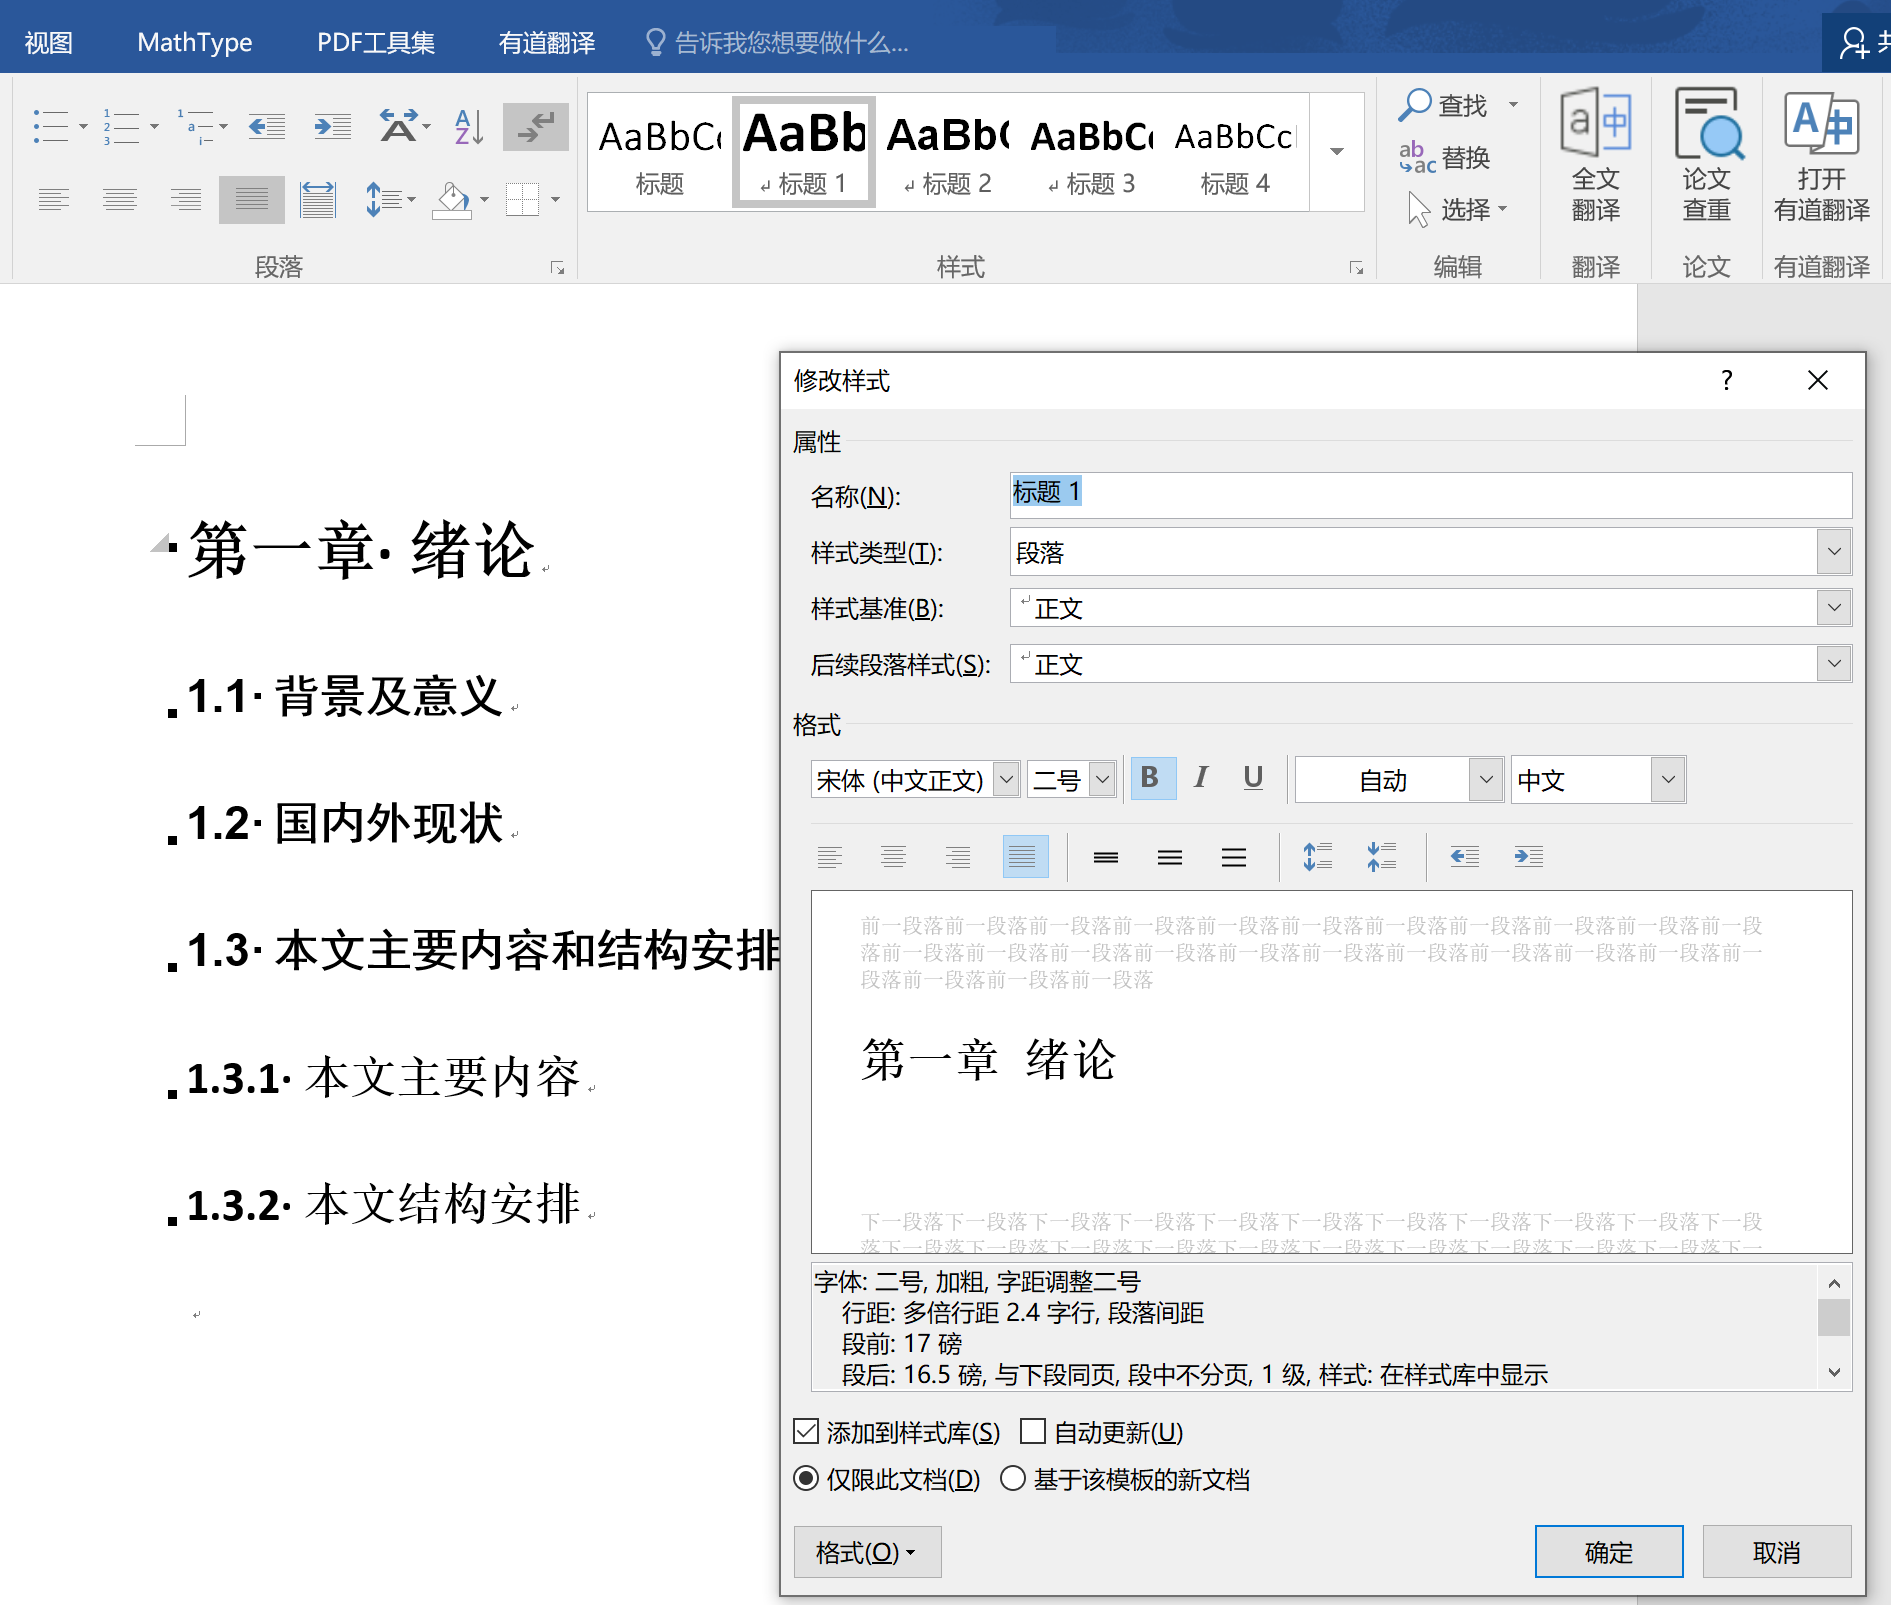 视图 MathType PDF工具集 有道翻译 告诉我您想要做什么...
AaBbC AaBb AaBb AaBbC AaBbCc
标题 ↲ 标题 1 ↲ 标题 2 ↲ 标题 3 标题 4
查找
替换
选择
全文
翻译
论文
查重
打开
有道翻译
段落 样式 编辑 翻译 论文 有道翻译
第一章· 绪论
1.1· 背景及意义
1.2· 国内外现状
1.3· 本文主要内容和结构安排
1.3.1· 本文主要内容
1.3.2· 本文结构安排
修改样式 ?
属性
名称(N): 标题 1
样式类型(T): 段落
样式基准(B): ↲ 正文
后续段落样式(S): ↲ 正文
格式
宋体 (中文正文) 二号 B I U 自动 中文
前一段落前一段落前一段落前一段落前一段落前一段落前一段落前一段落前一段落前一段落前一段
落前一段落前一段落前一段落前一段落前一段落前一段落前一段落前一段落前一段落前一段落前一
段落前一段落前一段落前一段落
第一章 绪论
下一段落下一段落下一段落下一段落下一段落下一段落下一段落下一段落下一段落下一段落下一段
落下一段落下一段落下一段落下一段落下一段落下一段落下一段落下一段落下一段落下一段落下一
字体: 二号, 加粗, 字距调整二号
行距: 多倍行距 2.4 字行, 段落间距
段前: 17 磅
段后: 16.5 磅, 与下段同页, 段中不分页, 1 级, 样式: 在样式库中显示
添加到样式库(S) 自动更新(U)
仅限此文档(D) 基于该模板的新文档
格式(O) 确定 取消